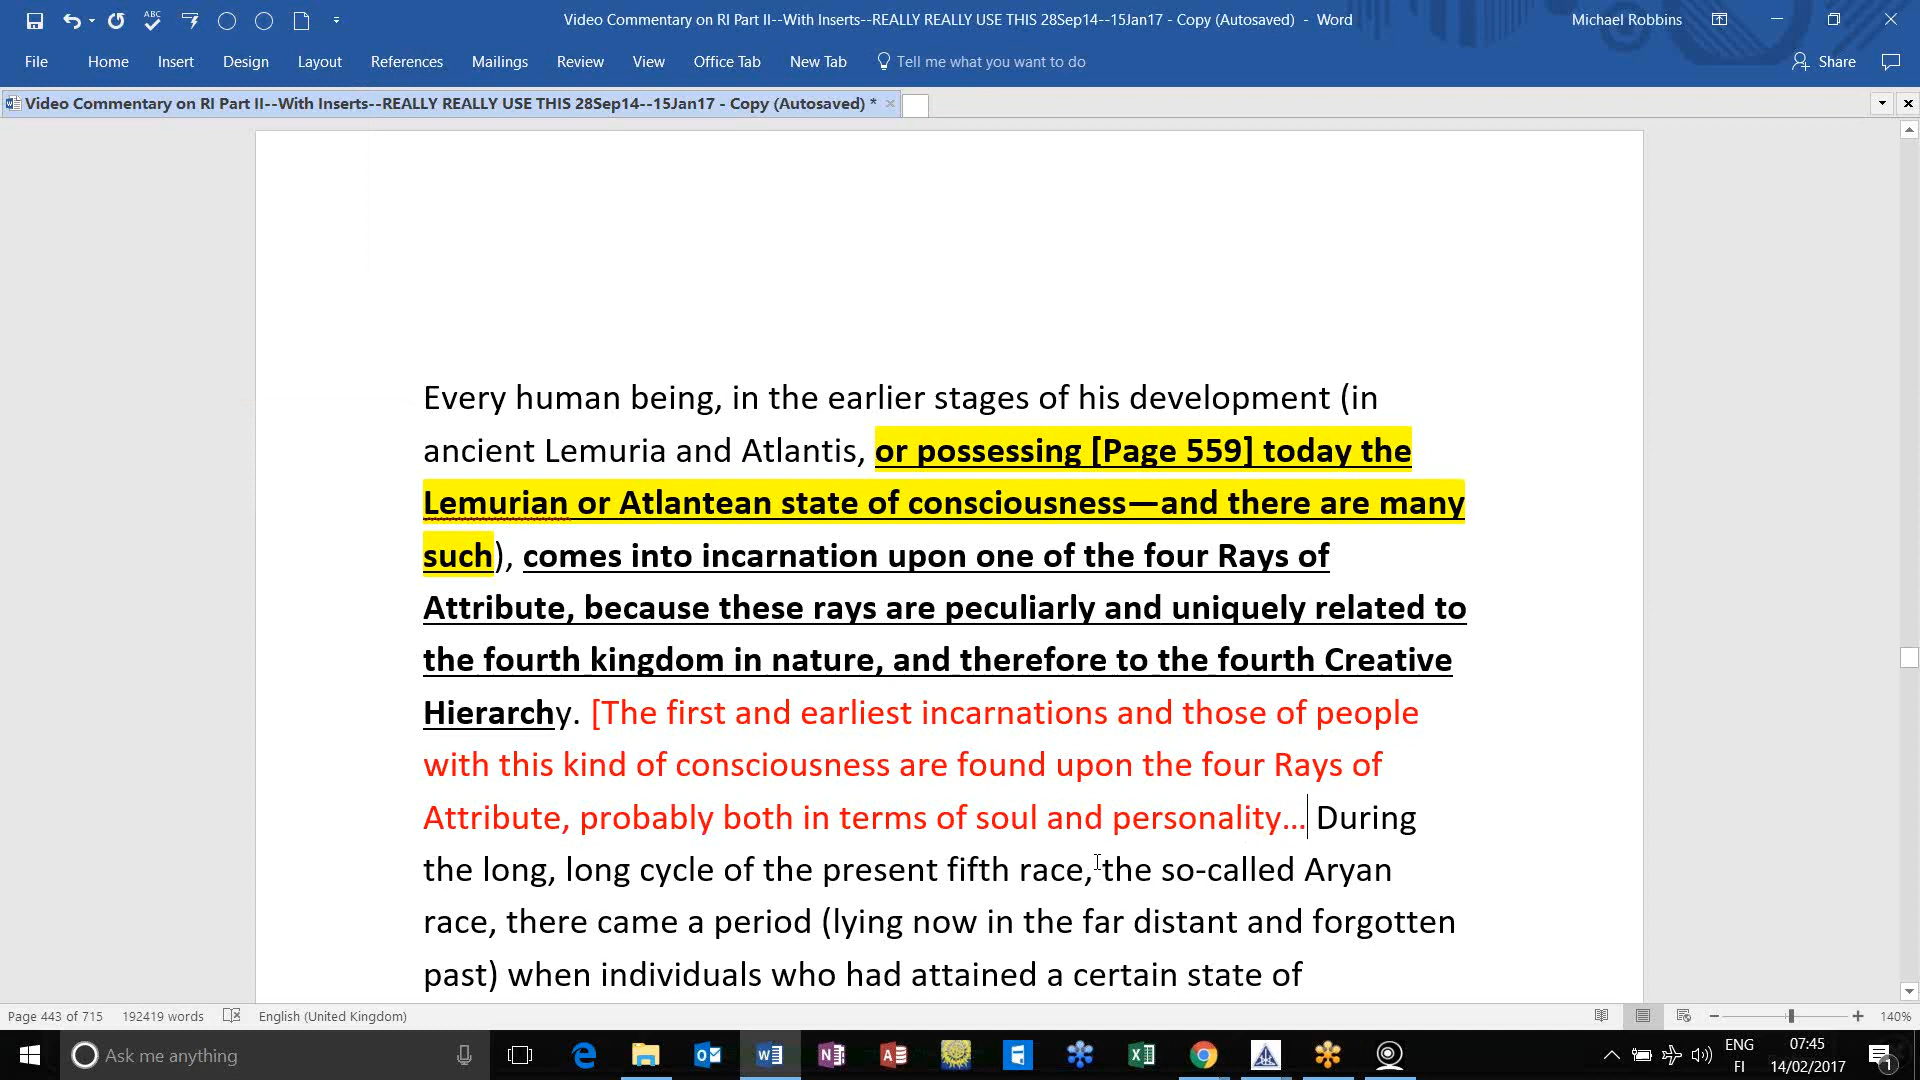 ABC
Video Commentary on RI Part II--With Inserts--REALLY REALLY USE THIS 28Sep14--15Jan17 - Copy (Autosaved) - Word
Michael Robbins
File Home Insert Design Layout References Mailings Review View Office Tab New Tab Tell me what you want to do Share
Video Commentary on RI Part II--With Inserts--REALLY REALLY USE THIS 28Sep14--15Jan17 - Copy (Autosaved) *
Every human being, in the earlier stages of his development (in
ancient Lemuria and Atlantis, or possessing [Page 559] today the
Lemurian or Atlantean state of consciousness—and there are many
such), comes into incarnation upon one of the four Rays of
Attribute, because these rays are peculiarly and uniquely related to
the fourth kingdom in nature, and therefore to the fourth Creative
Hierarchy. [The first and earliest incarnations and those of people
with this kind of consciousness are found upon the four Rays of
Attribute, probably both in terms of soul and personality… During
the long, long cycle of the present fifth race, the so-called Aryan
race, there came a period (lying now in the far distant and forgotten
past) when individuals who had attained a certain state of
Page 443 of 715 192419 words English (United Kingdom) 140%
Ask me anything
ENG
FI
07:45
14/02/2017
1